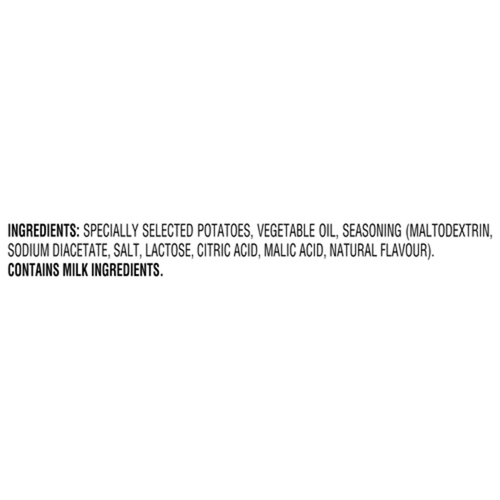 INGREDIENTS: SPECIALLY SELECTED POTATOES, VEGETABLE OIL, SEASONING (MALTODEXTRIN,
SODIUM DIACETATE, SALT, LACTOSE, CITRIC ACID, MALIC ACID, NATURAL FLAVOUR).
CONTAINS MILK INGREDIENTS.